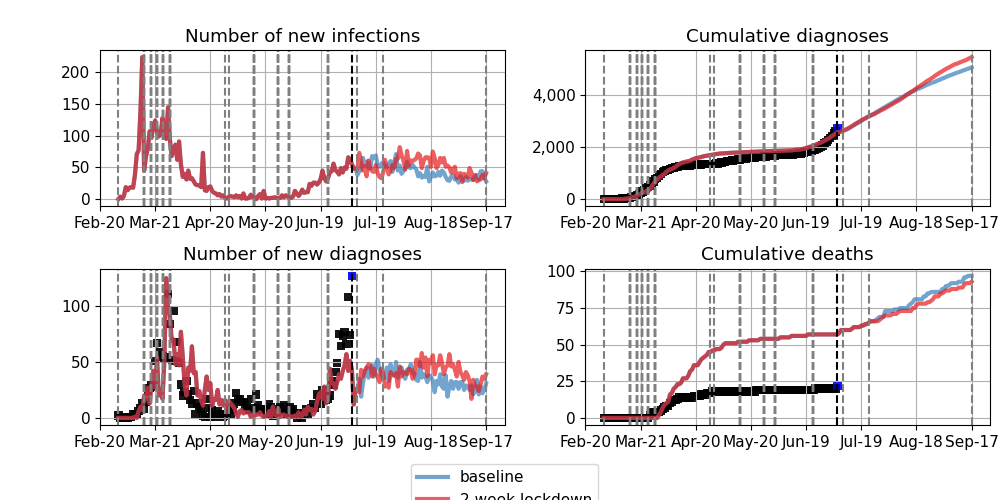 Number of new infections
200
150
100
50
0
Feb-20 Mar-21 Apr-20 May-20 Jun-19 Jul-19 Aug-18 Sep-17
Cumulative diagnoses
4,000
2,000
0
Feb-20 Mar-21 Apr-20 May-20 Jun-19 Jul-19 Aug-18 Sep-17
Number of new diagnoses
100
50
0
Feb-20 Mar-21 Apr-20 May-20 Jun-19 Jul-19 Aug-18 Sep-17
Cumulative deaths
100
75
50
25
0
Feb-20 Mar-21 Apr-20 May-20 Jun-19 Jul-19 Aug-18 Sep-17
baseline
2 week lockdown